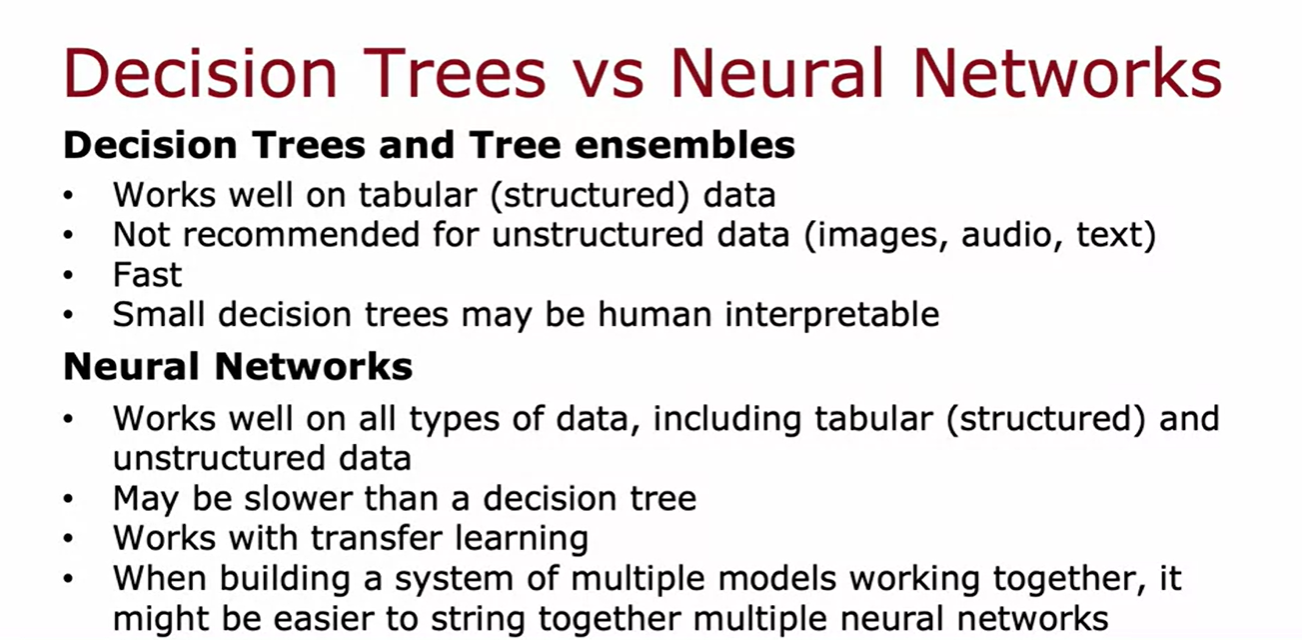 Decision Trees vs Neural Networks
Decision Trees and Tree ensembles
• Works well on tabular (structured) data
• Not recommended for unstructured data (images, audio, text)
• Fast
• Small decision trees may be human interpretable
Neural Networks
• Works well on all types of data, including tabular (structured) and
unstructured data
• May be slower than a decision tree
• Works with transfer learning
• When building a system of multiple models working together, it
might be easier to string together multiple neural networks